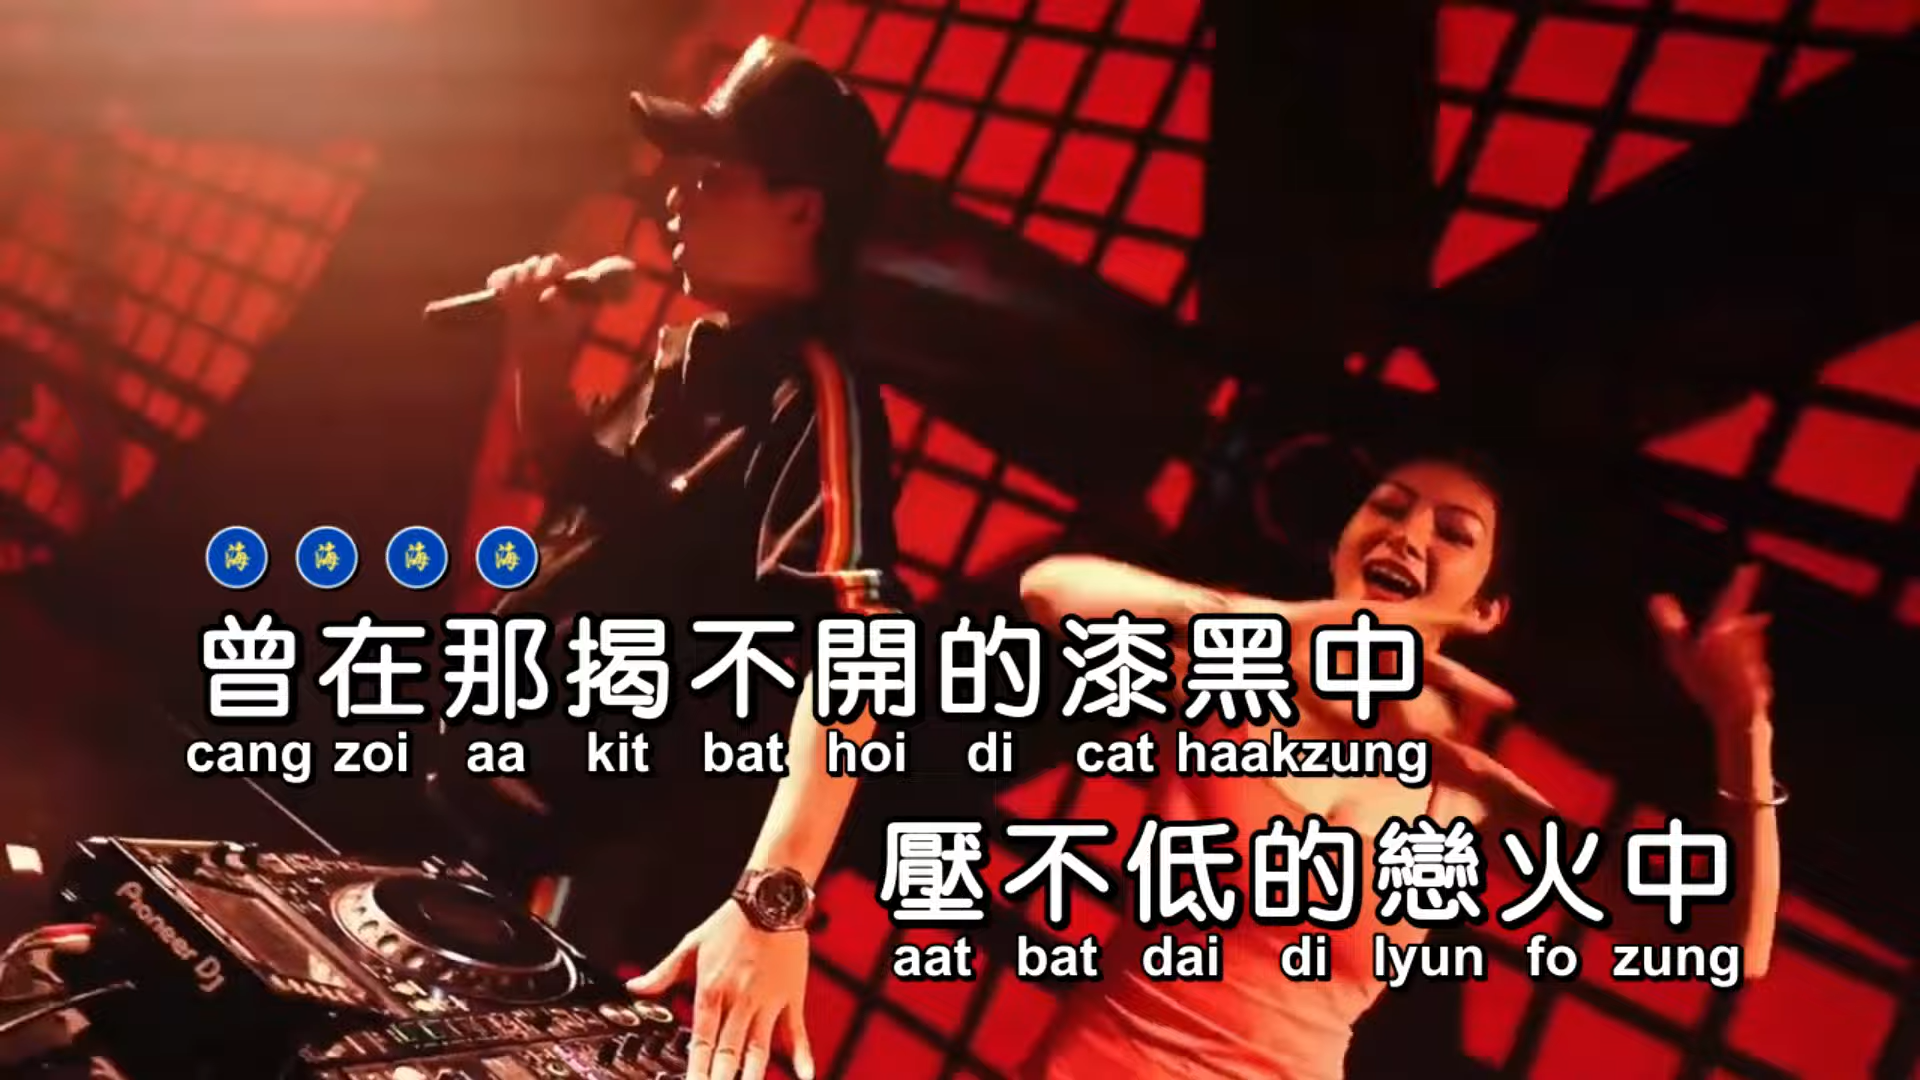 海 海 海 海
曾在那揭不開的漆黑中
cang zoi aa kit bat hoi di cat haakzung
壓不低的戀火中
aat bat dai di lyun fo zung
Pioneer DJ